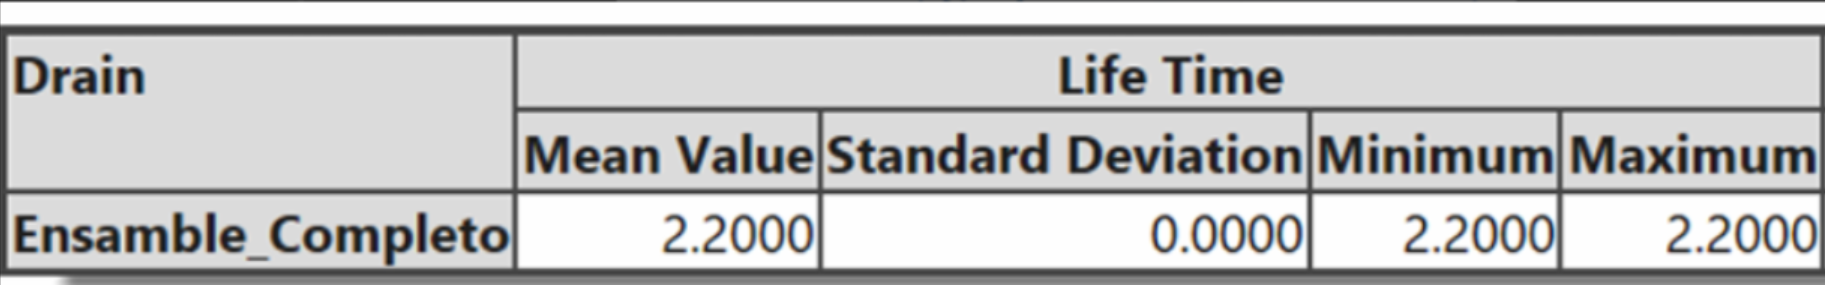 Drain Life Time
Mean Value Standard Deviation Minimum Maximum
Ensamble_Completo 2.2000 0.0000 2.2000 2.2000